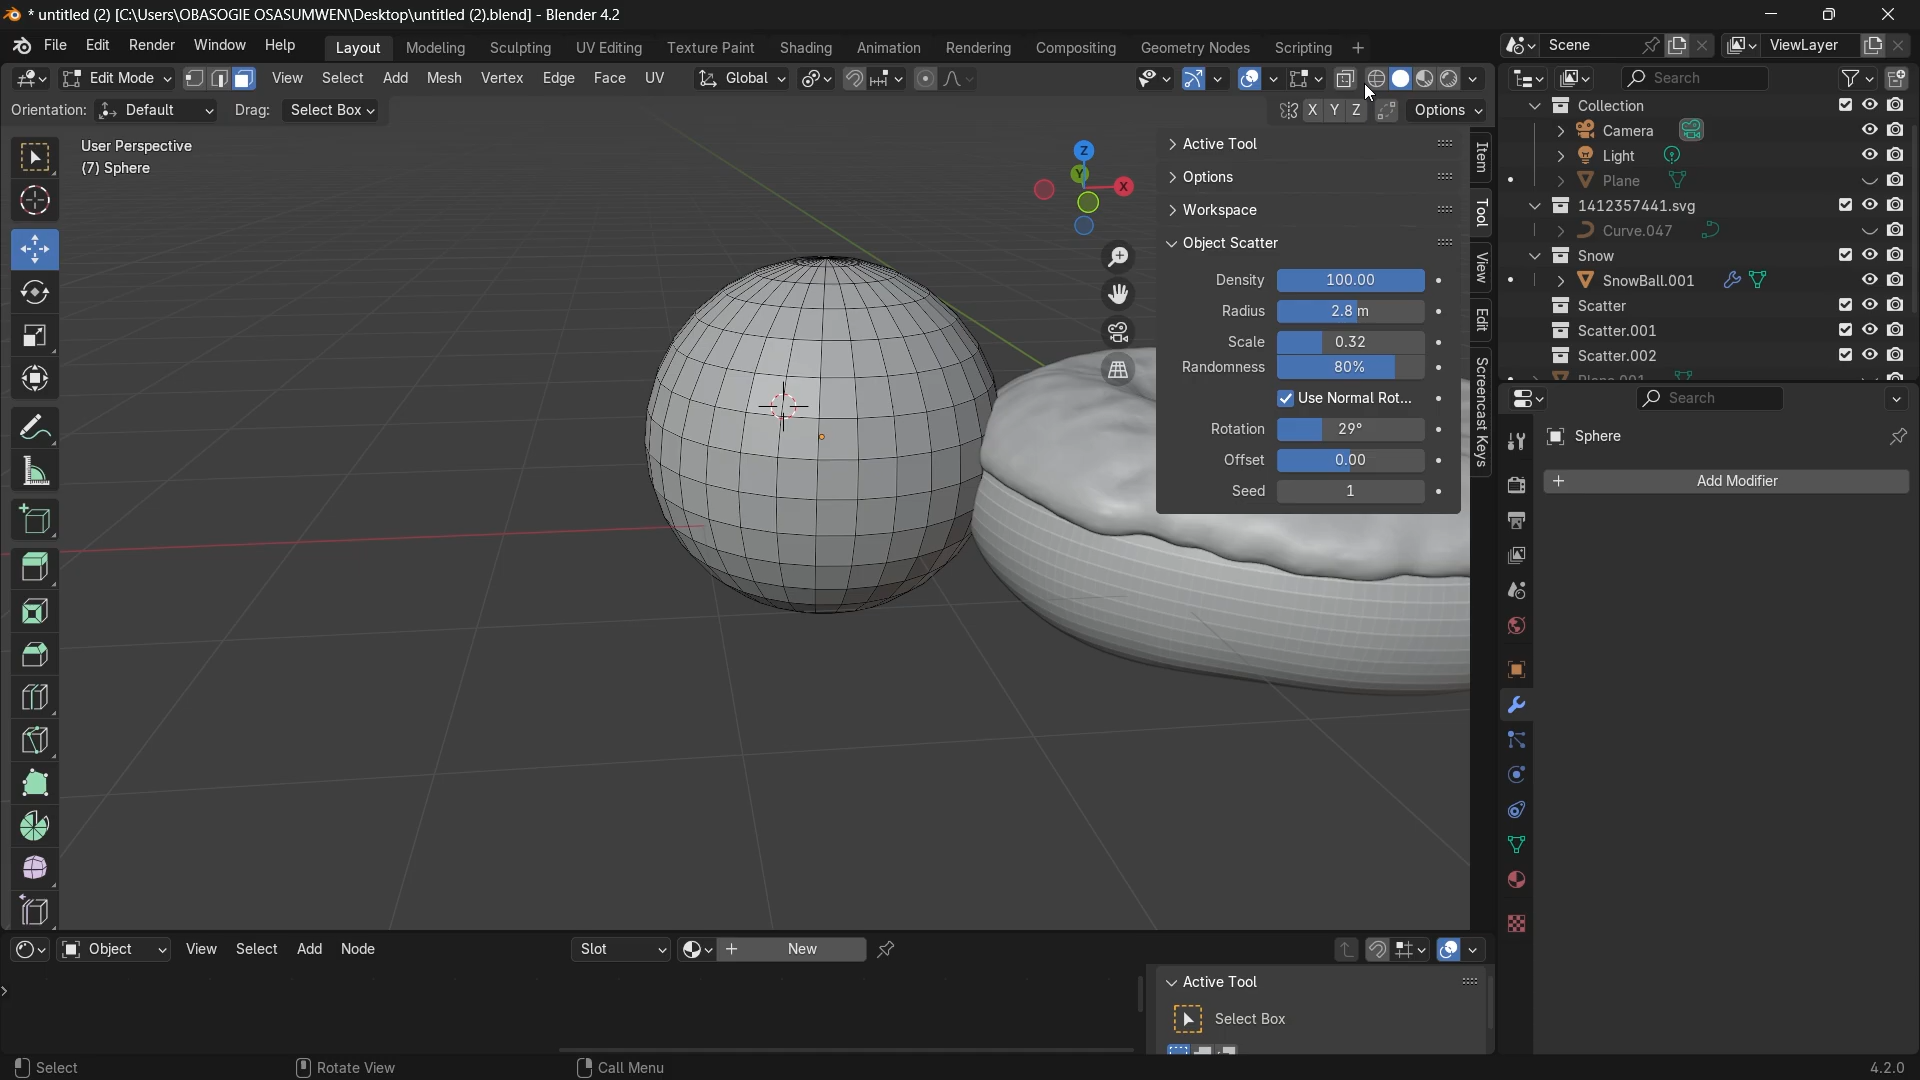 * untitled (2) [C:\Users\OBASOGIE OSASUMWEN\Desktop\untitled (2).blend] - Blender 4.2
File Edit Render Window Help Layout Modeling Sculpting UV Editing Texture Paint Shading Animation Rendering Compositing Geometry Nodes Scripting + Scene ViewLayer
Edit Mode View Select Add Mesh Vertex Edge Face UV Global Search
Orientation: Default Drag: Select Box X Y Z Options
User Perspective
(7) Sphere
Z
Y
X
Active Tool
Options
Workspace
Object Scatter
Density 100.00
Radius 2.8 m
Scale 0.32
Randomness 80%
Use Normal Rot...
Rotation 29°
Offset 0.00
Seed 1
Item
Tool
View
Edit
Screencast Keys
Collection
Camera
Light
Plane
1412357441.svg
Curve.047
Snow
SnowBall.001
Scatter
Scatter.001
Scatter.002
Plane.001
Search
Sphere
+ Add Modifier
Object View Select Add Node Slot + New
Active Tool
Select Box
Select Rotate View Call Menu 4.2.0